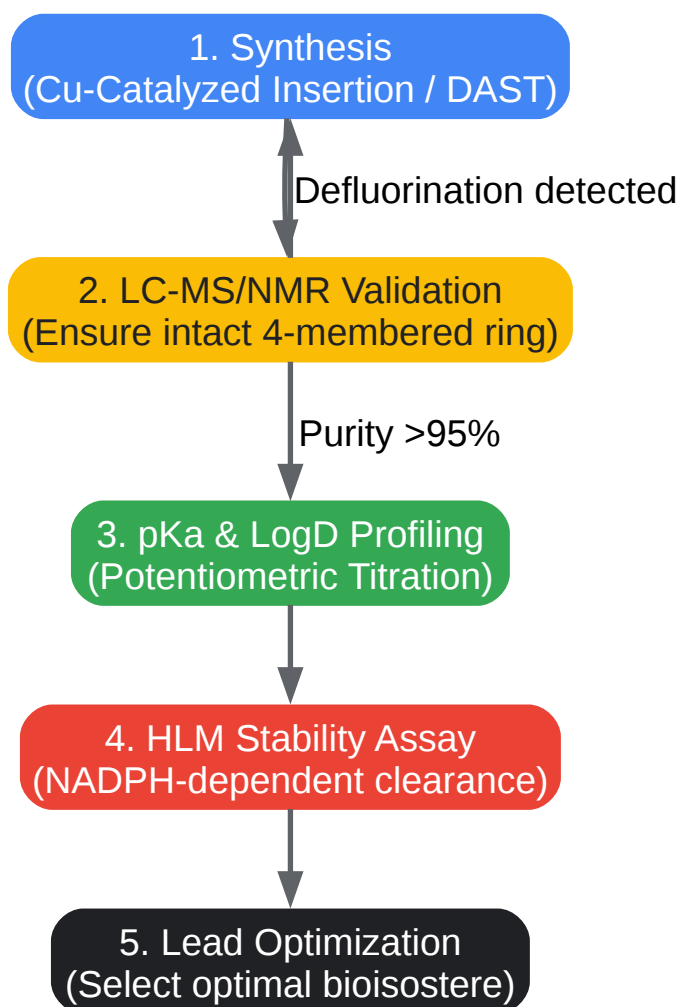 1. Synthesis
(Cu-Catalyzed Insertion / DAST)
Defluorination detected
2. LC-MS/NMR Validation
(Ensure intact 4-membered ring)
Purity >95%
3. pKa & LogD Profiling
(Potentiometric Titration)
4. HLM Stability Assay
(NADPH-dependent clearance)
5. Lead Optimization
(Select optimal bioisostere)